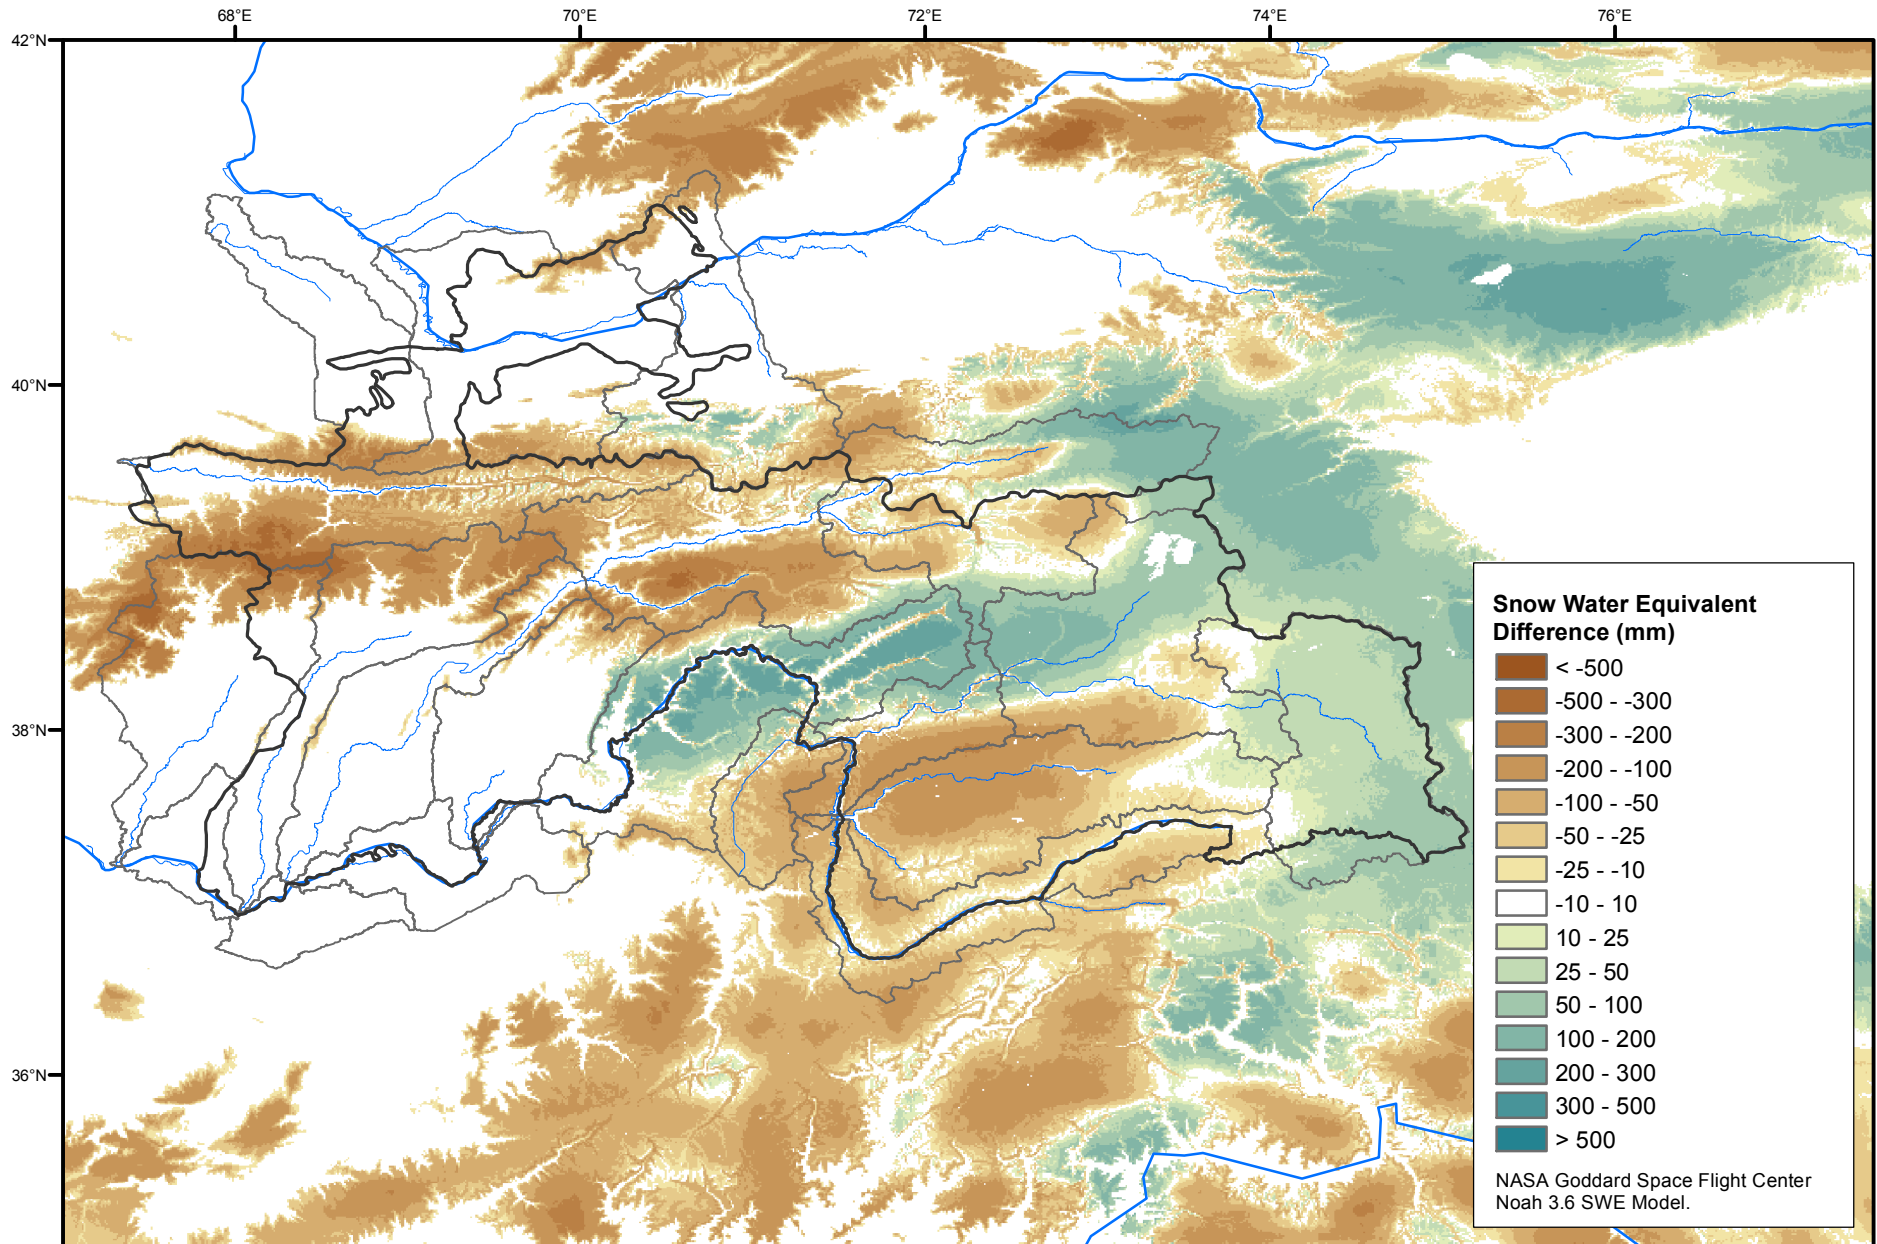 68°E 70°E 72°E 74°E 76°E
42°N
40°N
38°N
36°N
Snow Water Equivalent
Difference (mm)
< -500
-500 - -300
-300 - -200
-200 - -100
-100 - -50
-50 - -25
-25 - -10
-10 - 10
10 - 25
25 - 50
50 - 100
100 - 200
200 - 300
300 - 500
> 500
NASA Goddard Space Flight Center
Noah 3.6 SWE Model.